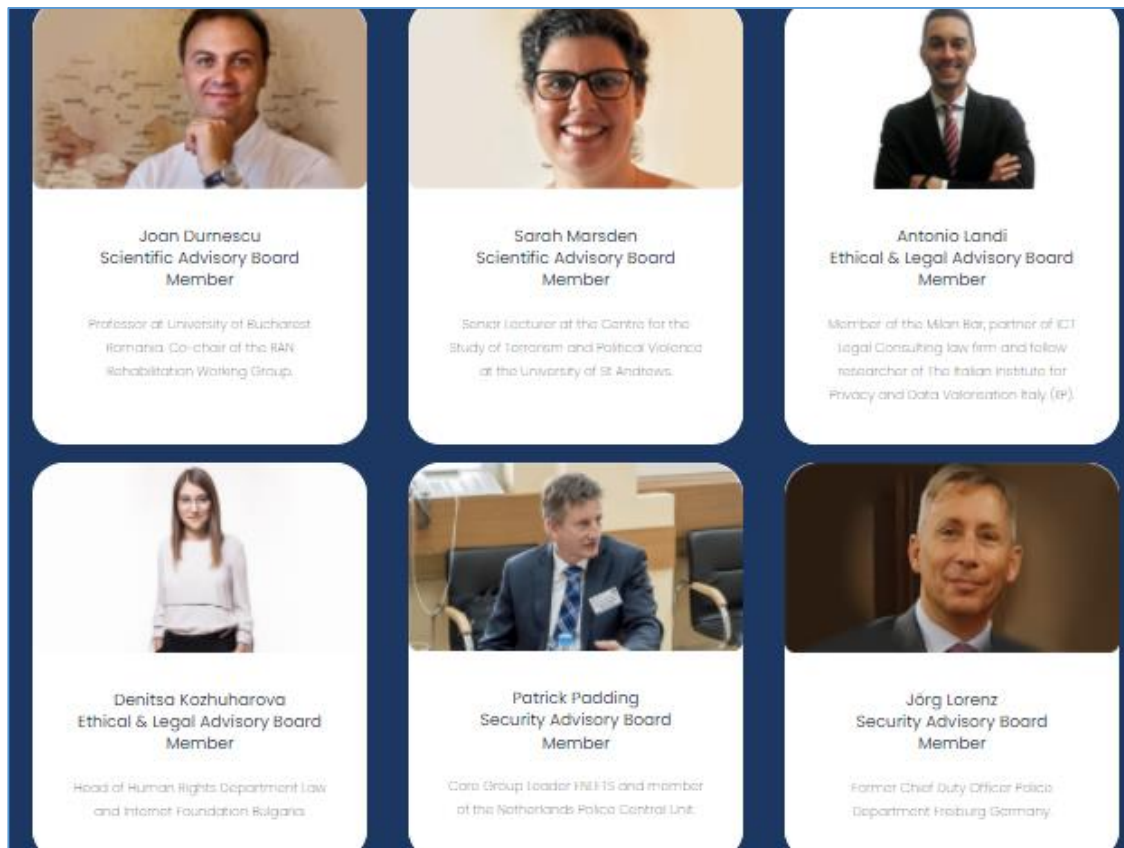 Joan Durnescu
Scientific Advisory Board
Member
Professor at University of Bucharest
Romania. Co-chair of the RAN
Rehabilitation Working Group.
Sarah Marsden
Scientific Advisory Board
Member
Senior Lecturer at the Centre for the
Study of Terrorism and Political Violence
at the University of St Andrews.
Antonio Landi
Ethical & Legal Advisory Board
Member
Member of the Milan Bar, partner of ICT
Legal Consulting law firm and fellow
researcher of The Italian Institute for
Privacy and Data Valorisation Italy (IIP).
Denitsa Kozhuharova
Ethical & Legal Advisory Board
Member
Head of Human Rights Department Law
and Internet Foundation Bulgaria
Patrick Padding
Security Advisory Board
Member
Core Group Leader ENLETS and member
of the Netherlands Police Central Unit.
Jörg Lorenz
Security Advisory Board
Member
Former Chief Duty Officer Police
Department Freiburg Germany